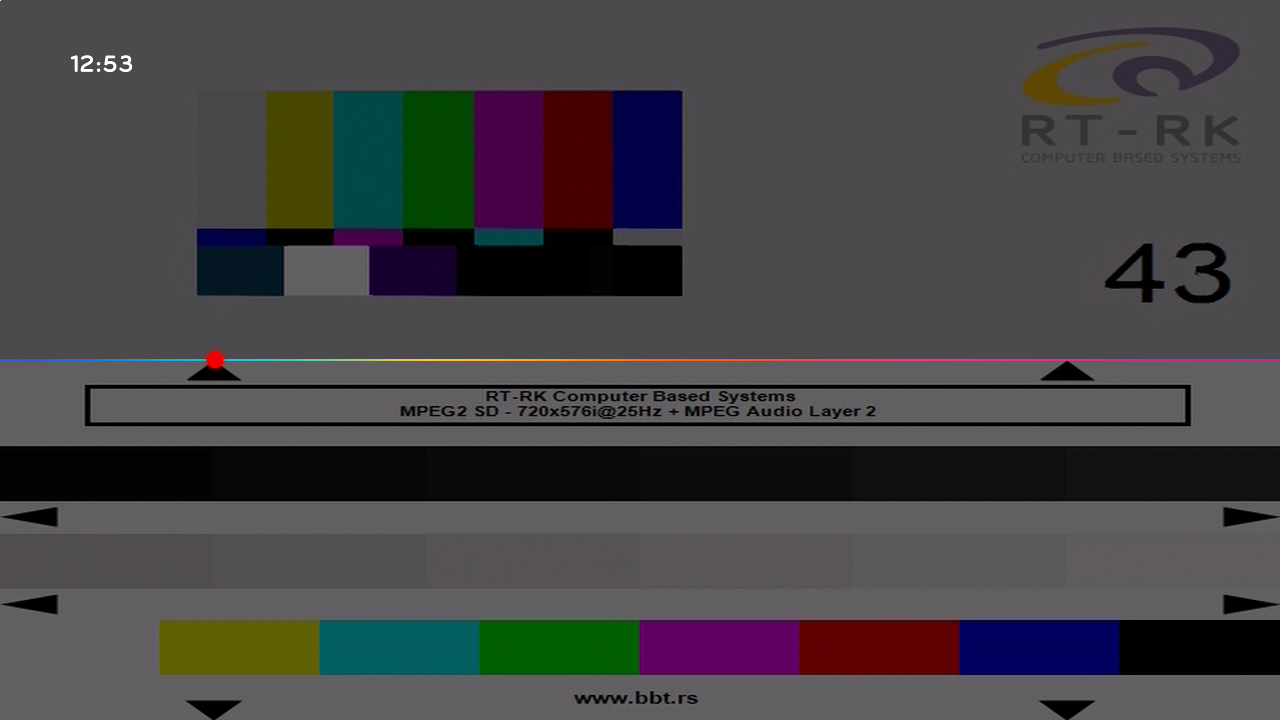 12:53
RT-RK
COMPUTER BASED SYSTEMS
43
RT-RK Computer Based Systems
MPEG2 SD - 720x576i@25Hz + MPEG Audio Layer 2
www.bbt.rs